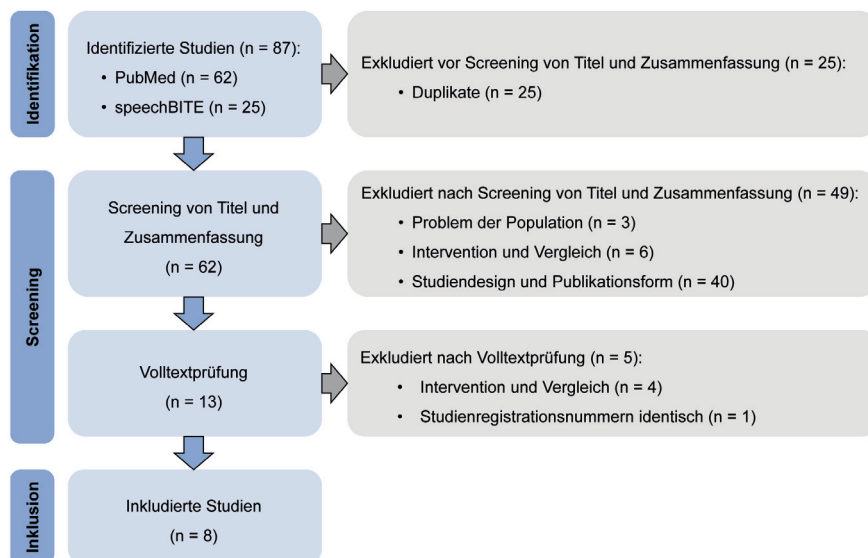 Identifikation
Identifizierte Studien (n = 87):
• PubMed (n = 62)
• speechBITE (n = 25)
Exkludiert vor Screening von Titel und Zusammenfassung (n = 25):
• Duplikate (n = 25)
Screening
Screening von Titel und
Zusammenfassung
(n = 62)
Exkludiert nach Screening von Titel und Zusammenfassung (n = 49):
• Problem der Population (n = 3)
• Intervention und Vergleich (n = 6)
• Studiendesign und Publikationsform (n = 40)
Volltextprüfung
(n = 13)
Exkludiert nach Volltextprüfung (n = 5):
• Intervention und Vergleich (n = 4)
• Studienregistrationsnummern identisch (n = 1)
Inklusion
Inkludierte Studien
(n = 8)